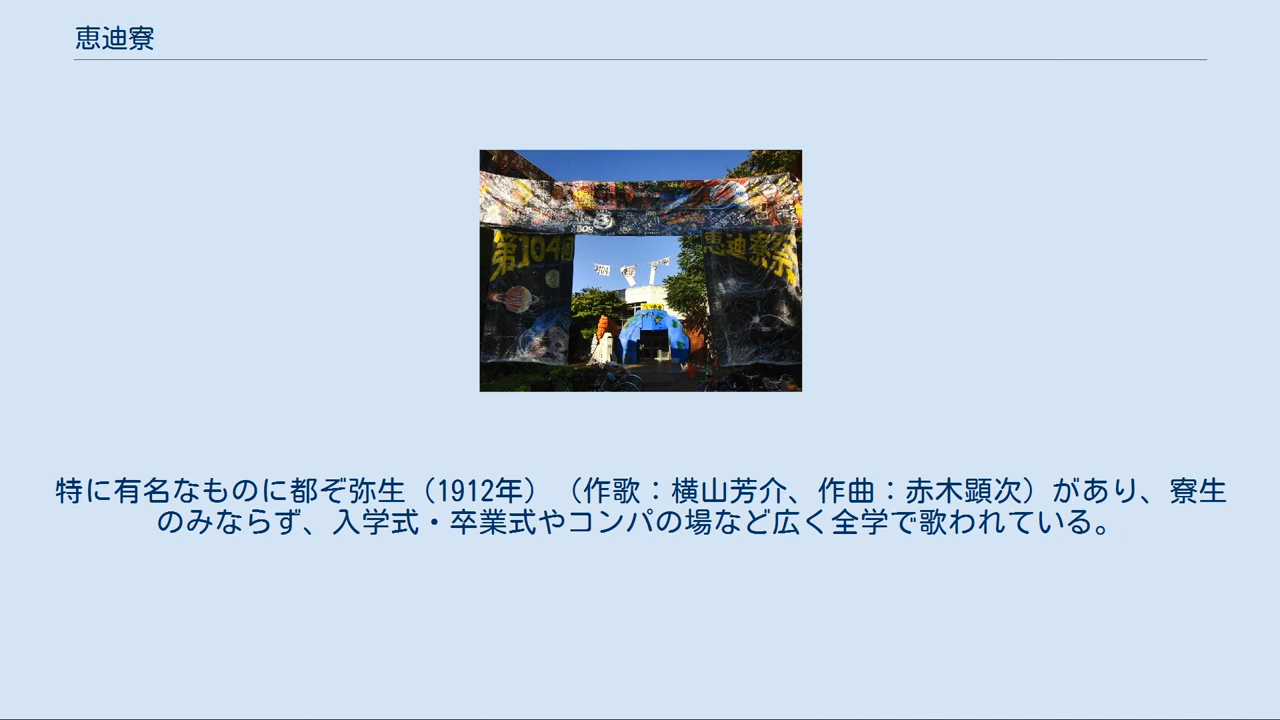 恵迪寮
第104回
恵迪寮祭
特に有名なものに都ぞ弥生（1912年）（作歌：横山芳介、作曲：赤木顕次）があり、寮生
のみならず、入学式・卒業式やコンパの場など広く全学で歌われている。